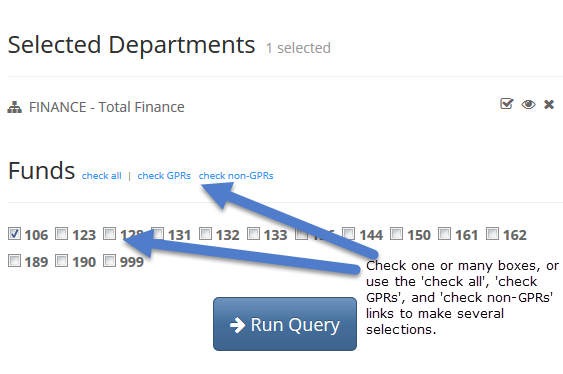 Selected Departments 1 selected
FINANCE - Total Finance
Funds check all | check GPRs check non-GPRs
106 123 128 131 132 133 136 144 150 161 162
189 190 999
Check one or many boxes, or
use the 'check all', 'check
GPRs', and 'check non-GPRs'
links to make several
selections.
Run Query